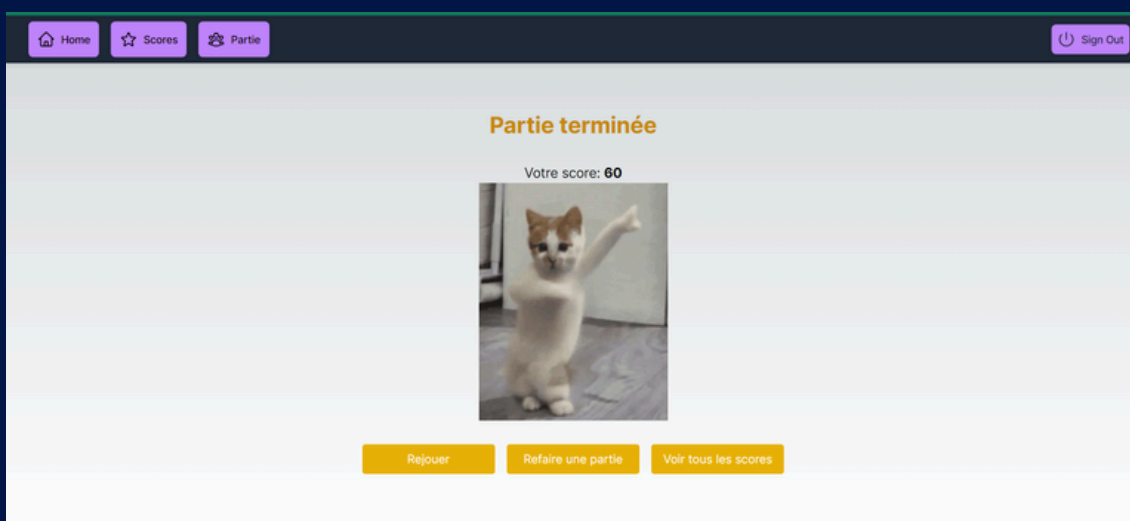 Home Scores Partie Sign Out
Partie terminée
Votre score: 60
Rejouer Refaire une partie Voir tous les scores